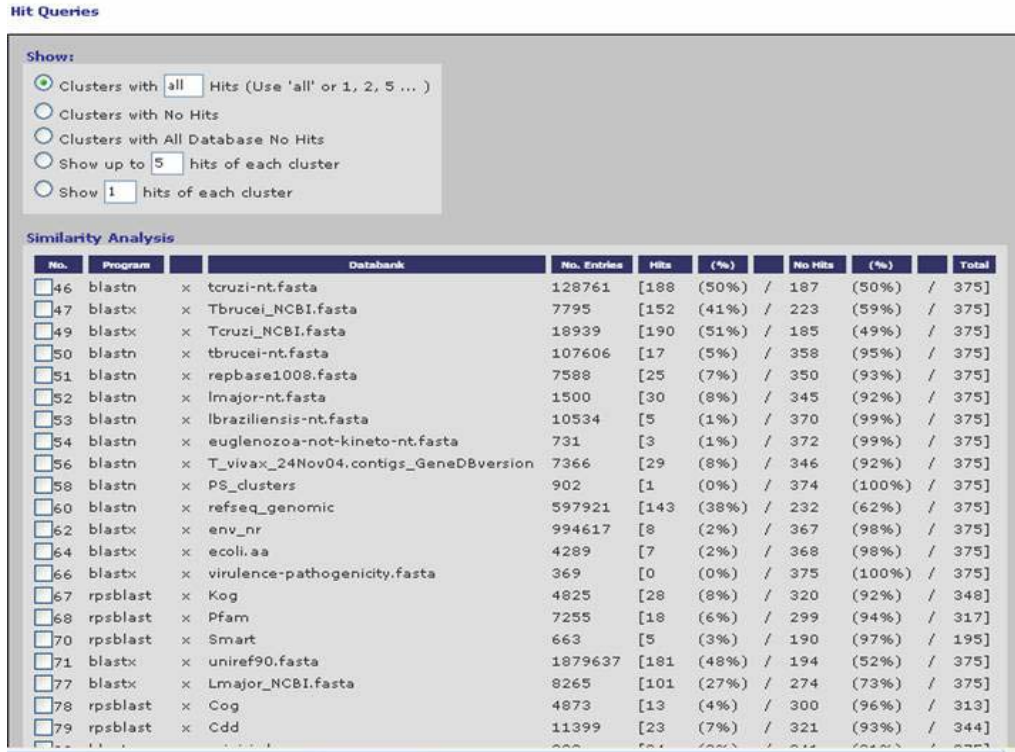 Hit Queries
Show:
Clusters with all Hits (Use 'all' or 1, 2, 5 ... )
Clusters with No Hits
Clusters with All Database No Hits
Show up to 5 hits of each cluster
Show 1 hits of each cluster
Similarity Analysis
No. Program Databank No. Entries Hits (%) No Hits (%) Total
46 blastn x tcruzi-nt.fasta 128761 [188 (50%) / 187 (50%) / 375]
47 blastx x Tbrucei_NCBI.fasta 7795 [152 (41%) / 223 (59%) / 375]
49 blastx x Tcruzi_NCBI.fasta 18939 [190 (51%) / 185 (49%) / 375]
50 blastn x tbrucei-nt.fasta 107606 [17 (5%) / 358 (95%) / 375]
51 blastn x repbase1008.fasta 7588 [25 (7%) / 350 (93%) / 375]
52 blastn x lmajor-nt.fasta 1500 [30 (8%) / 345 (92%) / 375]
53 blastn x lbraziliensis-nt.fasta 10534 [5 (1%) / 370 (99%) / 375]
54 blastn x euglenozoa-not-kineto-nt.fasta 731 [3 (1%) / 372 (99%) / 375]
56 blastn x T_vivax_24Nov04.contigs_GeneDBversion 7366 [29 (8%) / 346 (92%) / 375]
58 blastn x PS_clusters 902 [1 (0%) / 374 (100%) / 375]
60 blastn x refseq_genomic 597921 [143 (38%) / 232 (62%) / 375]
62 blastx x env_nr 994617 [8 (2%) / 367 (98%) / 375]
64 blastx x ecoli.aa 4289 [7 (2%) / 368 (98%) / 375]
66 blastx x virulence-pathogenicity.fasta 369 [0 (0%) / 375 (100%) / 375]
67 rpsblast x Kog 4825 [28 (8%) / 320 (92%) / 348]
68 rpsblast x Pfam 7255 [18 (6%) / 299 (94%) / 317]
70 rpsblast x Smart 663 [5 (3%) / 190 (97%) / 195]
71 blastx x uniref90.fasta 1879637 [181 (48%) / 194 (52%) / 375]
77 blastx x Lmajor_NCBI.fasta 8265 [101 (27%) / 274 (73%) / 375]
78 rpsblast x Cog 4873 [13 (4%) / 300 (96%) / 313]
79 rpsblast x Cdd 11399 [23 (7%) / 321 (93%) / 344]